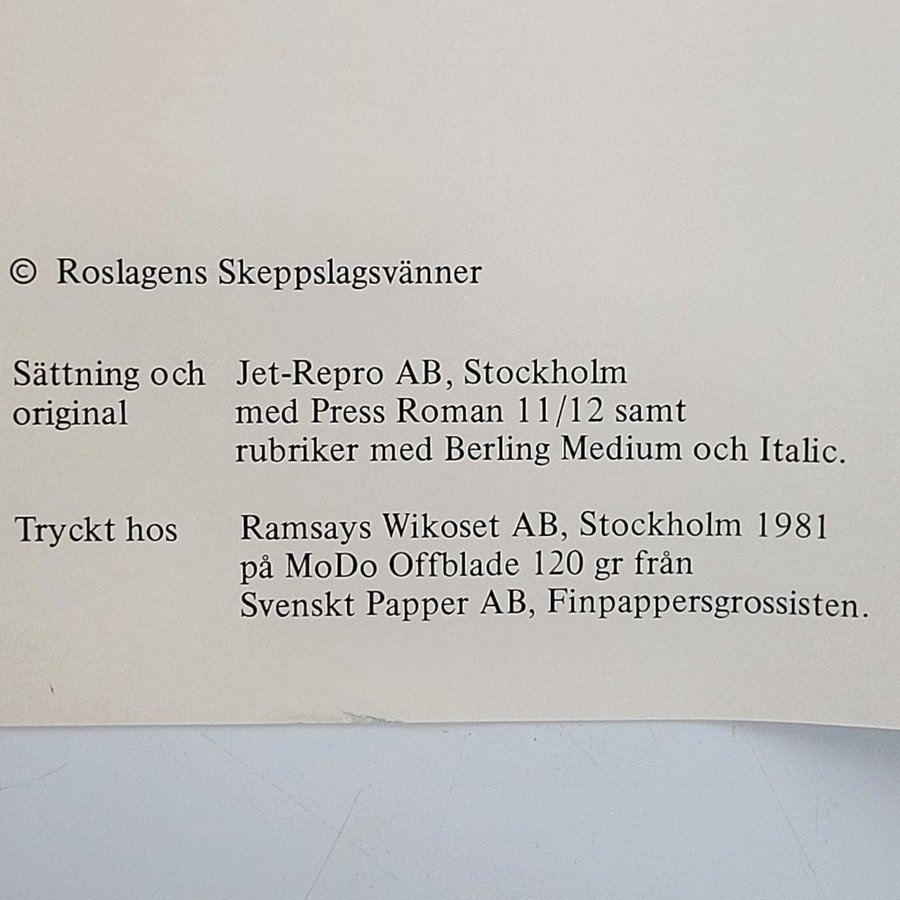 © Roslagens Skeppslagsvänner
Sättning och Jet-Repro AB, Stockholm
original med Press Roman 11/12 samt
rubriker med Berling Medium och Italic.
Tryckt hos Ramsays Wikoset AB, Stockholm 1981
på MoDo Offblade 120 gr från
Svenskt Papper AB, Finpappersgrossisten.